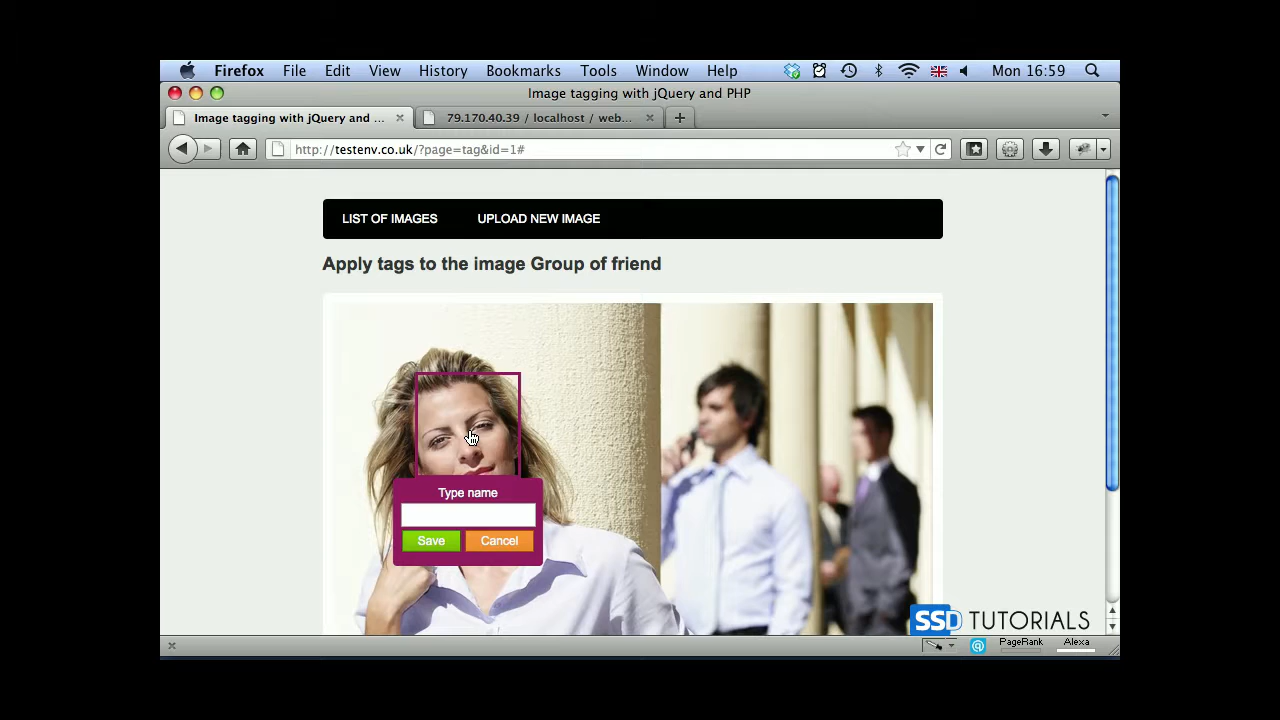 Firefox File Edit View History Bookmarks Tools Window Help Mon 16:59
Image tagging with jQuery and PHP
Image tagging with jQuery and ... 79.170.40.39 / localhost / web...
http://testenv.co.uk/?page=tag&id=1#
LIST OF IMAGES UPLOAD NEW IMAGE
Apply tags to the image Group of friend
Type name
Save Cancel
SSD TUTORIALS
PageRank Alexa